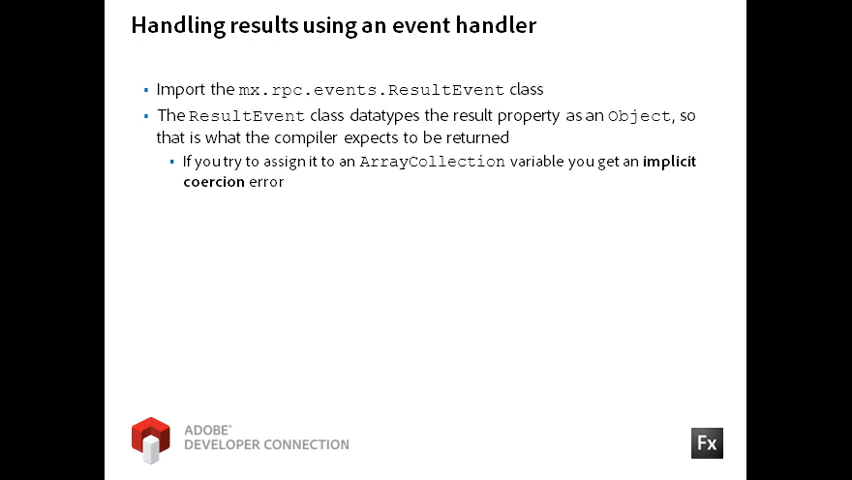 Handling results using an event handler
Import the mx.rpc.events.ResultEvent class
The ResultEvent class datatypes the result property as an Object, so
that is what the compiler expects to be returned
If you try to assign it to an ArrayCollection variable you get an implicit
coercion error
ADOBE®
DEVELOPER CONNECTION
Fx